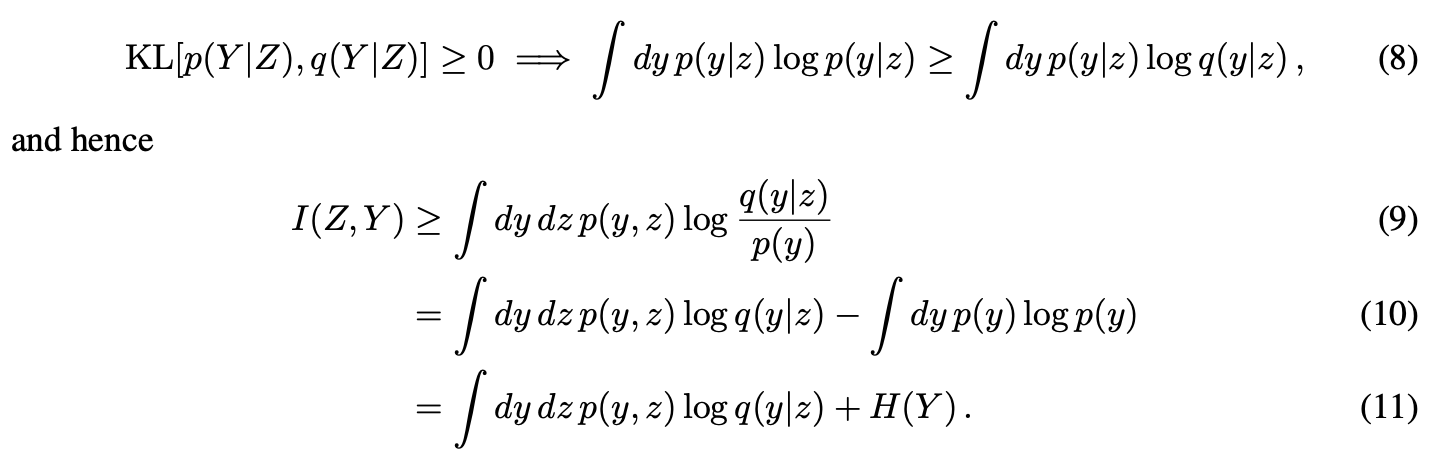 KL[p(Y|Z), q(Y|Z)] ≥ 0 ⟹ ∫ dy p(y|z) log p(y|z) ≥ ∫ dy p(y|z) log q(y|z) , (8)
and hence
I(Z, Y) ≥ ∫ dy dz p(y, z) log q(y|z) / p(y) (9)
= ∫ dy dz p(y, z) log q(y|z) − ∫ dy p(y) log p(y) (10)
= ∫ dy dz p(y, z) log q(y|z) + H(Y) . (11)